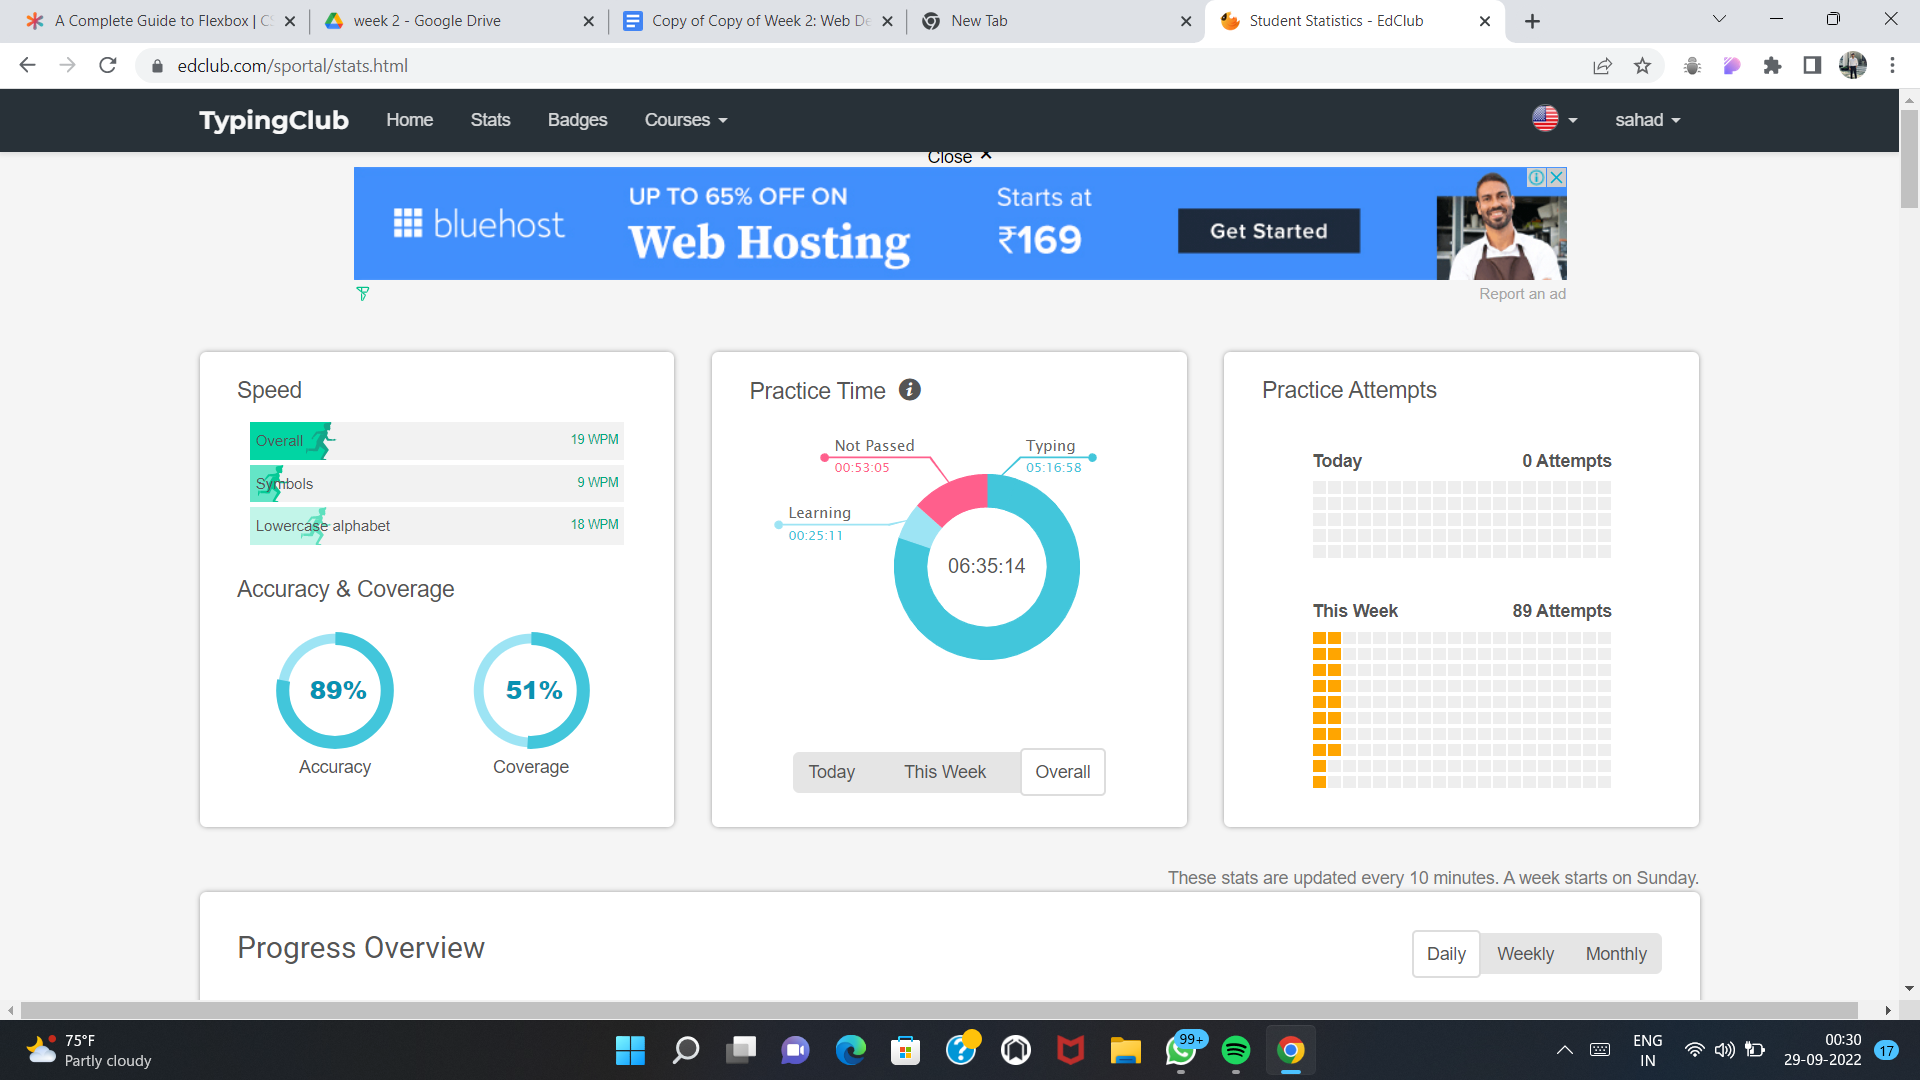 A Complete Guide to Flexbox | CS
week 2 - Google Drive
Copy of Copy of Week 2: Web De
New Tab
Student Statistics - EdClub
edclub.com/sportal/stats.html
TypingClub
Home
Stats
Badges
Courses
sahad
Close ×
bluehost
UP TO 65% OFF ON
Web Hosting
Starts at
₹169
Get Started
Report an ad
Speed
Overall
19 WPM
Symbols
9 WPM
Lowercase alphabet
18 WPM
Accuracy & Coverage
89%
Accuracy
51%
Coverage
Practice Time
Not Passed
00:53:05
Typing
05:16:58
Learning
00:25:11
06:35:14
Today
This Week
Overall
Practice Attempts
Today
0 Attempts
This Week
89 Attempts
These stats are updated every 10 minutes. A week starts on Sunday.
Progress Overview
Daily
Weekly
Monthly
75°F
Partly cloudy
99+
ENG
IN
00:30
29-09-2022
17